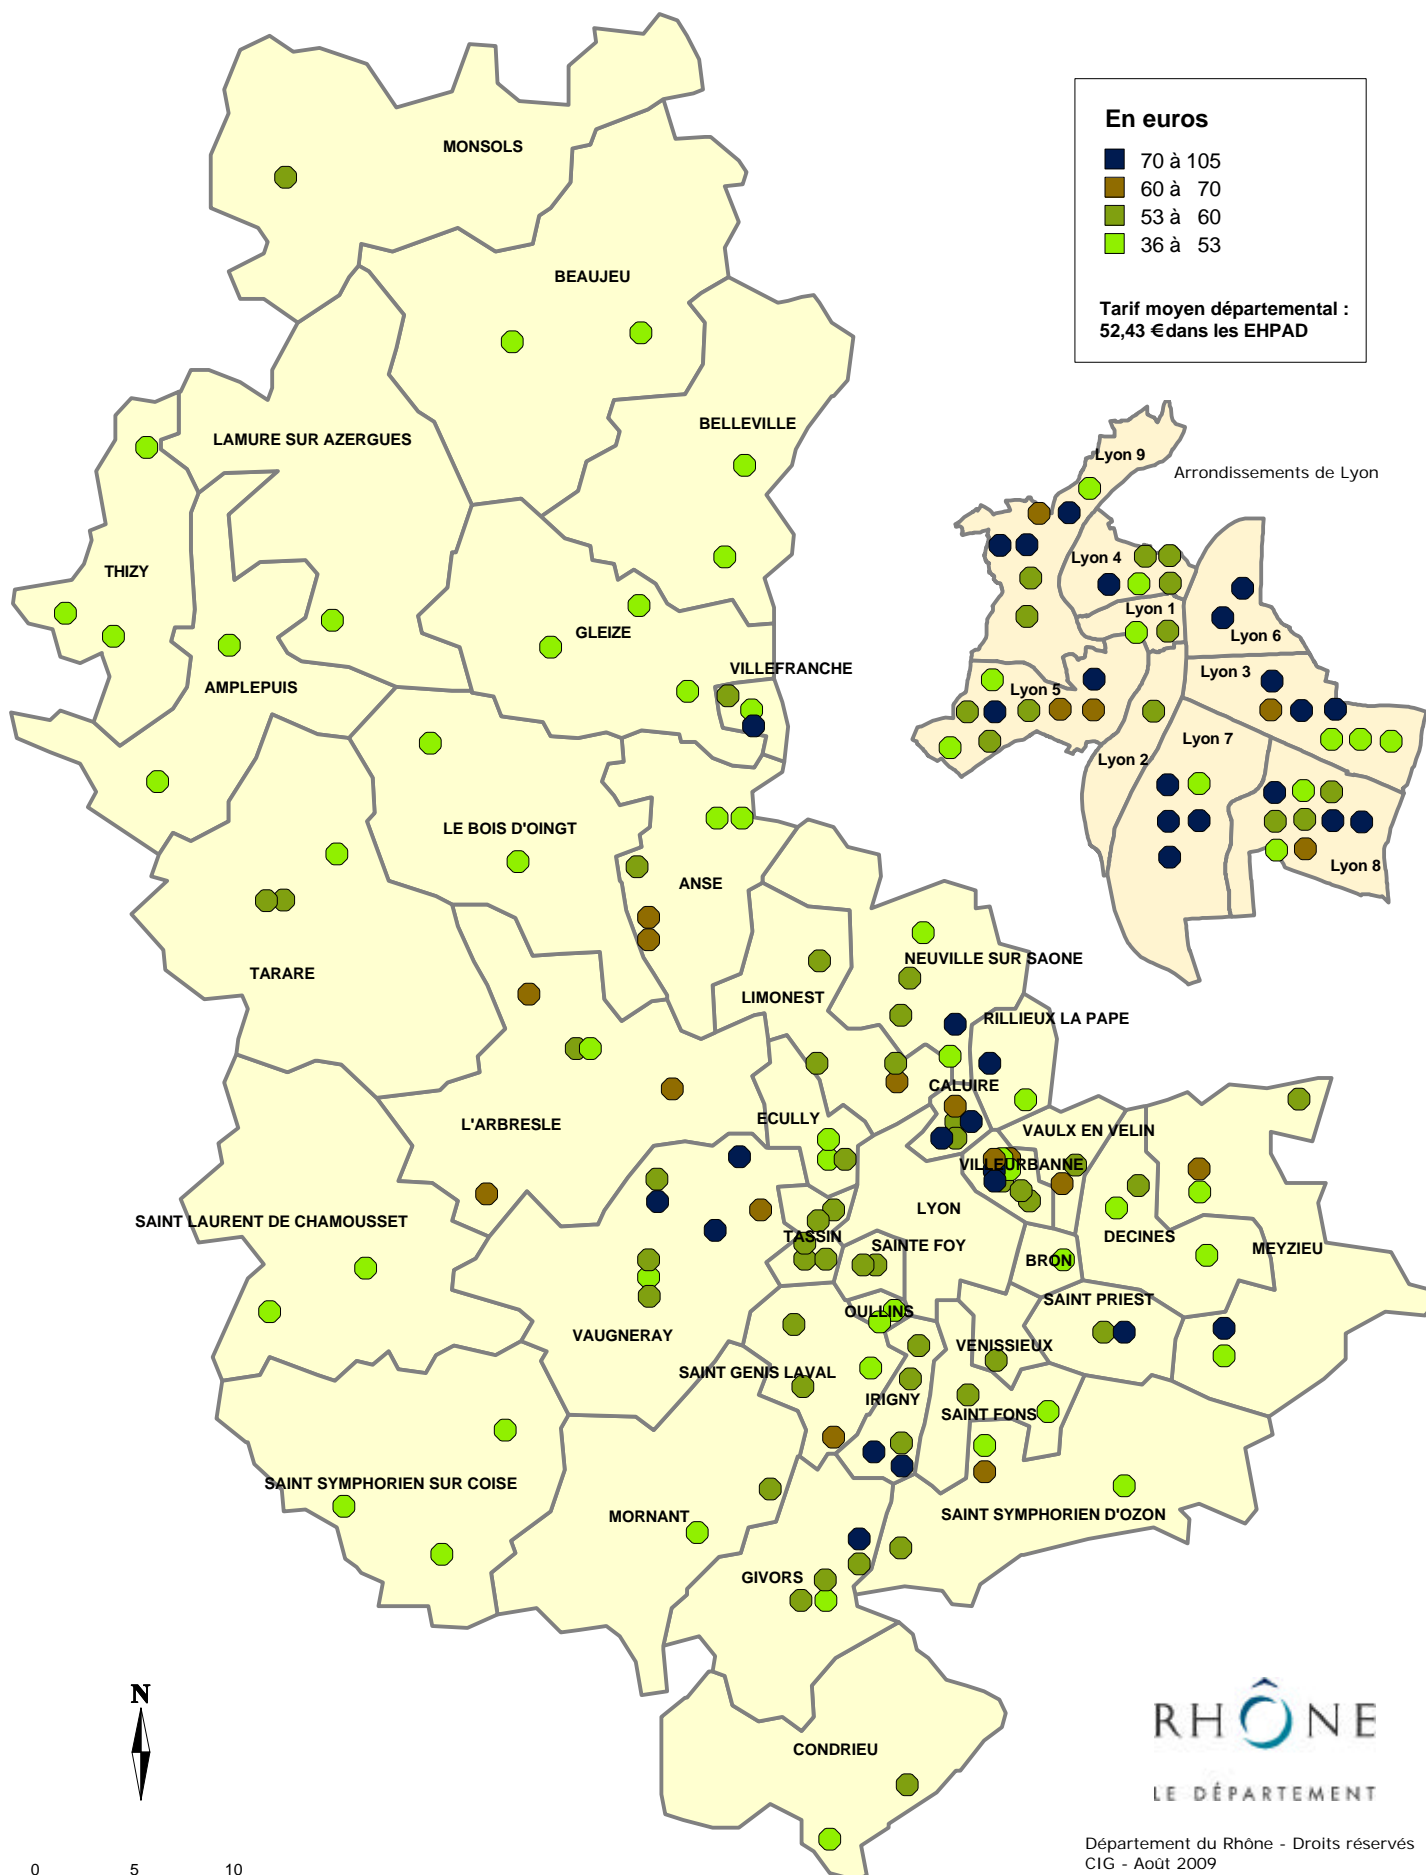 MONSOLS
En euros
70 à 105
60 à 70
53 à 60
36 à 53
Tarif moyen départemental :
52,43 €dans les EHPAD
BEAUJEU
BELLEVILLE
LAMURE SUR AZERGUES
Lyon 9
Arrondissements de Lyon
Lyon 4
Lyon 1
Lyon 6
Lyon 3
Lyon 5
Lyon 7
Lyon 2
Lyon 8
THIZY
GLEIZE
VILLEFRANCHE
AMPLEPUIS
LE BOIS D'OINGT
ANSE
TARARE
NEUVILLE SUR SAONE
LIMONEST
RILLIEUX LA PAPE
CALUIRE
L'ARBRESLE
ECULLY
VAULX EN VELIN
VILLEURBANNE
SAINT LAURENT DE CHAMOUSSET
LYON
TASSIN
SAINTE FOY
DECINES
MEYZIEU
BRON
SAINT PRIEST
OULLINS
VAUGNERAY
VENISSIEUX
SAINT GENIS LAVAL
IRIGNY
SAINT FONS
SAINT SYMPHORIEN SUR COISE
MORNANT
SAINT SYMPHORIEN D'OZON
GIVORS
CONDRIEU
N
RHÔNE
LE DÉPARTEMENT
Département du Rhône - Droits réservés
CIG - Août 2009
0 5 10